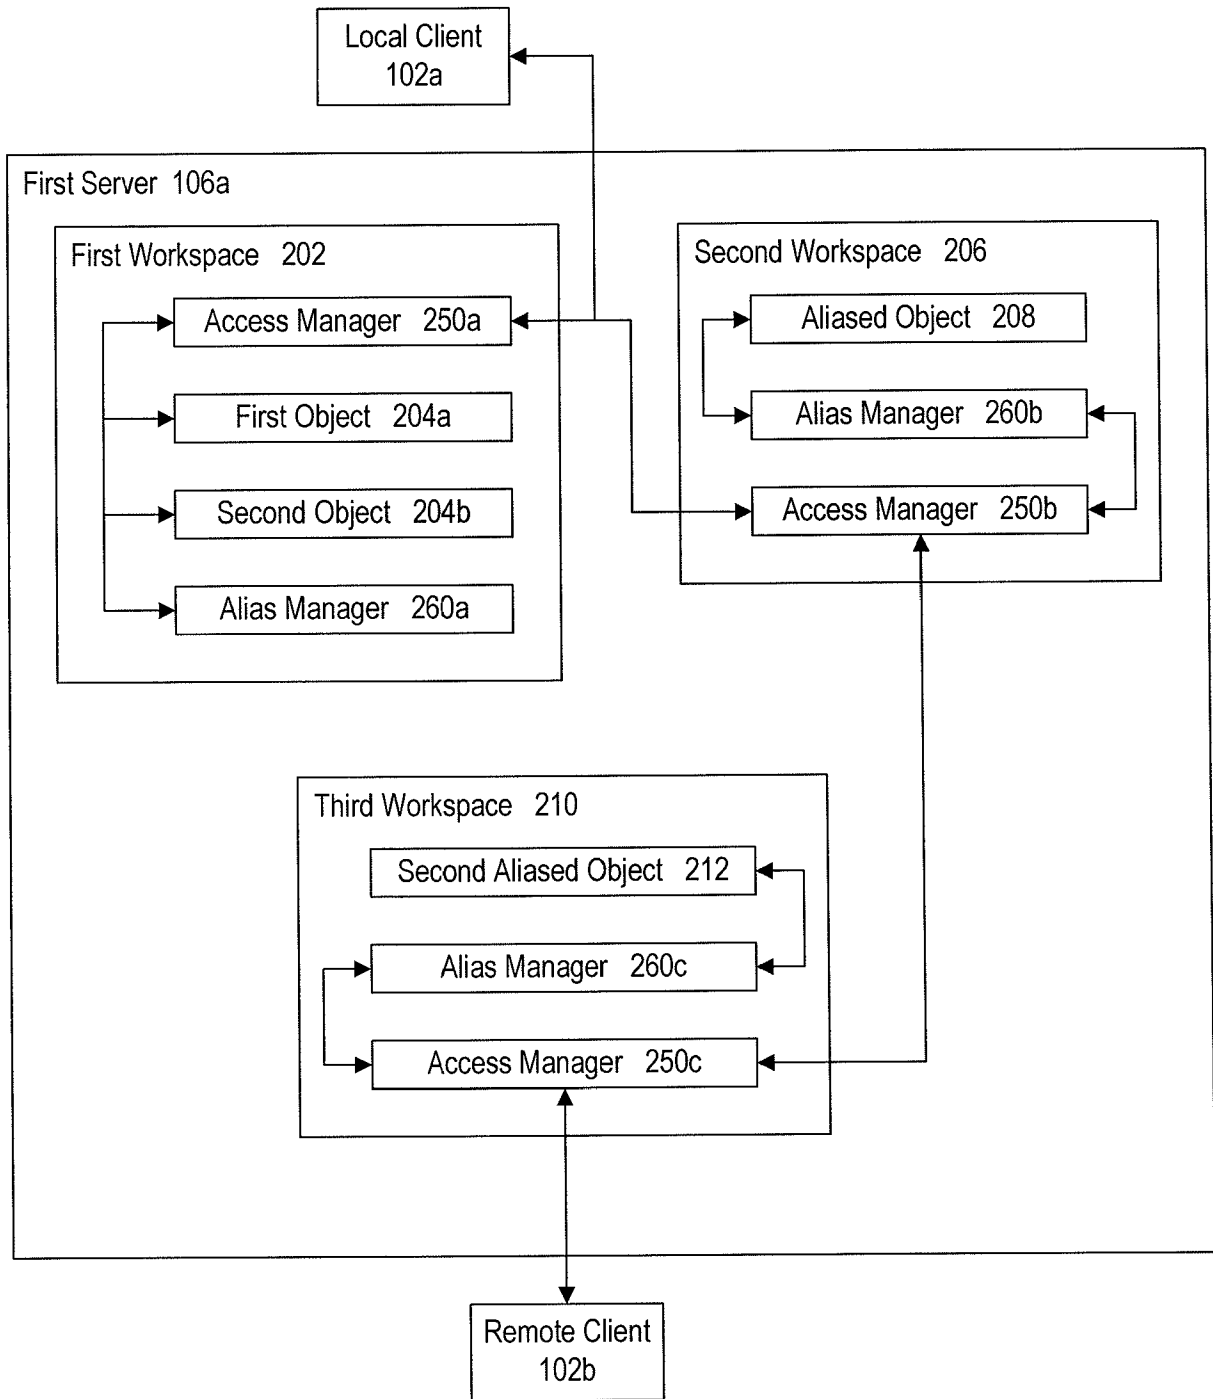 Local Client
102a
First Server 106a
First Workspace 202
Access Manager 250a
First Object 204a
Second Object 204b
Alias Manager 260a
Second Workspace 206
Aliased Object 208
Alias Manager 260b
Access Manager 250b
Third Workspace 210
Second Aliased Object 212
Alias Manager 260c
Access Manager 250c
Remote Client
102b